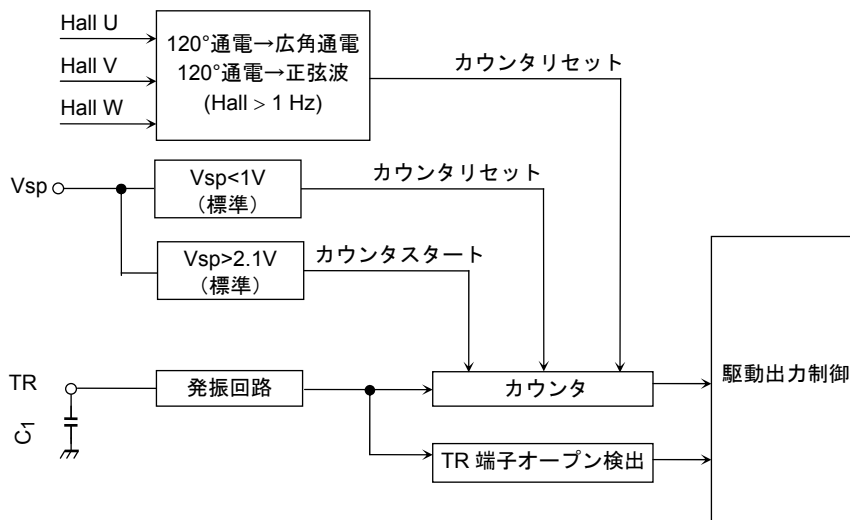 Hall U
Hall V
Hall W
120°通電→広角通電
120°通電→正弦波
(Hall > 1 Hz)
カウンタリセット
Vsp
Vsp<1V
(標準)
カウンタリセット
Vsp>2.1V
(標準)
カウンタスタート
TR
C1
発振回路
カウンタ
TR 端子オープン検出
駆動出力制御